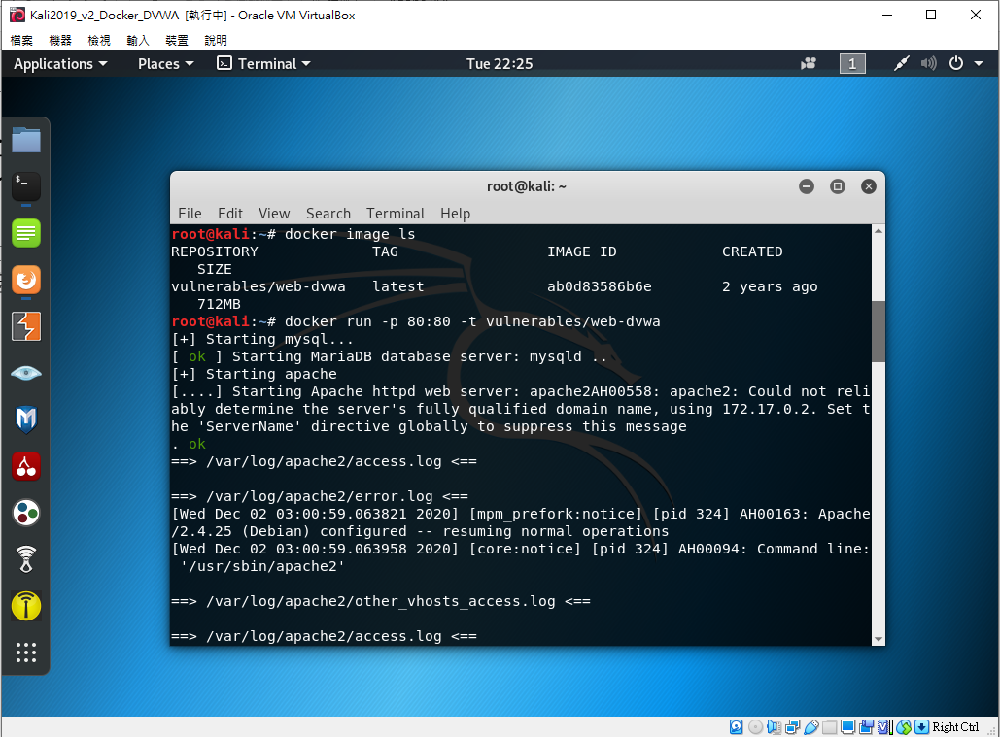 Kali2019_v2_Docker_DVWA [執行中] - Oracle VM VirtualBox
檔案 機器 檢視 輸入 裝置 說明
Applications Places Terminal Tue 22:25 1
root@kali: ~
File Edit View Search Terminal Help
root@kali:~# docker image ls
REPOSITORY TAG IMAGE ID CREATED
SIZE
vulnerables/web-dvwa latest ab0d83586b6e 2 years ago
712MB
root@kali:~# docker run -p 80:80 -t vulnerables/web-dvwa
[+] Starting mysql...
[ ok ] Starting MariaDB database server: mysqld ..
[+] Starting apache
[....] Starting Apache httpd web server: apache2AH00558: apache2: Could not reli
ably determine the server's fully qualified domain name, using 172.17.0.2. Set t
he 'ServerName' directive globally to suppress this message
. ok
==> /var/log/apache2/access.log <==
==> /var/log/apache2/error.log <==
[Wed Dec 02 03:00:59.063821 2020] [mpm_prefork:notice] [pid 324] AH00163: Apache
/2.4.25 (Debian) configured -- resuming normal operations
[Wed Dec 02 03:00:59.063958 2020] [core:notice] [pid 324] AH00094: Command line:
'/usr/sbin/apache2'
==> /var/log/apache2/other_vhosts_access.log <==
==> /var/log/apache2/access.log <==
Right Ctrl